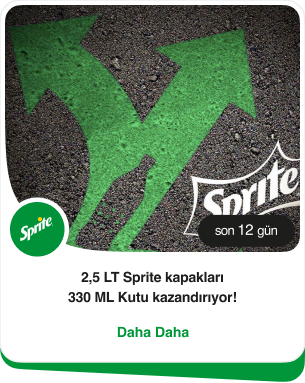 Sprite
son 12 gün
Sprite
2,5 LT Sprite kapakları
330 ML Kutu kazandırıyor!
Daha Daha